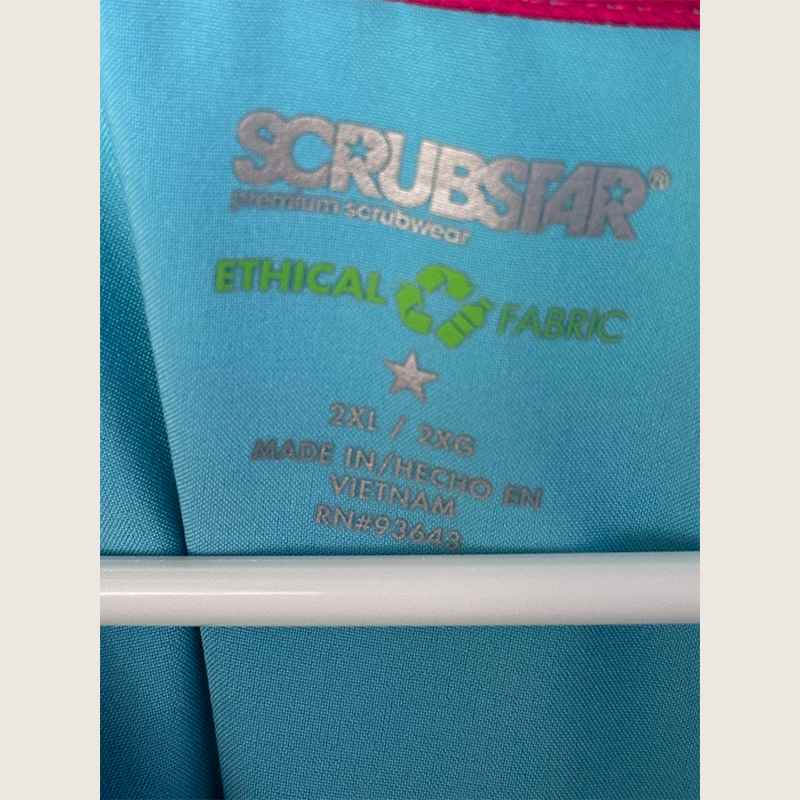 SCRUBSTAR®
premium scrubwear
ETHICAL FABRIC
2XL / 2XG
MADE IN/HECHO EN
VIETNAM
RN#93643